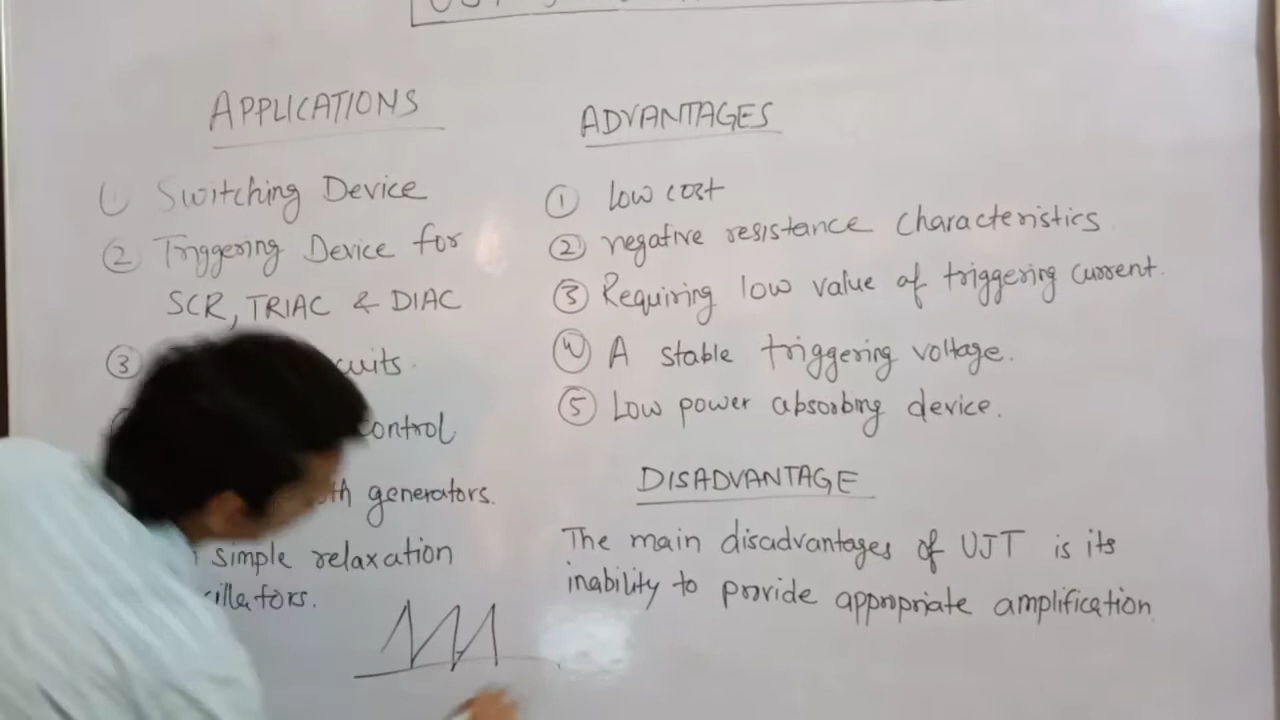 UJT
APPLICATIONS
① Switching Device
② Triggering Device for
SCR, TRIAC & DIAC
③
control
generators.
simple relaxation
ADVANTAGES
① low cost
② negative resistance characteristics
③ Requiring low value of triggering current.
④ A stable triggering voltage.
⑤ Low power absorbing device.
DISADVANTAGE
The main disadvantages of UJT is its
inability to provide appropriate amplification